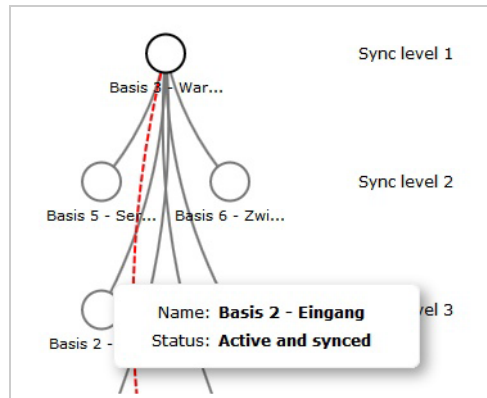 Sync level 1
Basis 3 - War...
Sync level 2
Basis 5 - Ser...
Basis 6 - Zwi...
vel 3
Name: Basis 2 - Eingang
Basis 2 -
Status: Active and synced